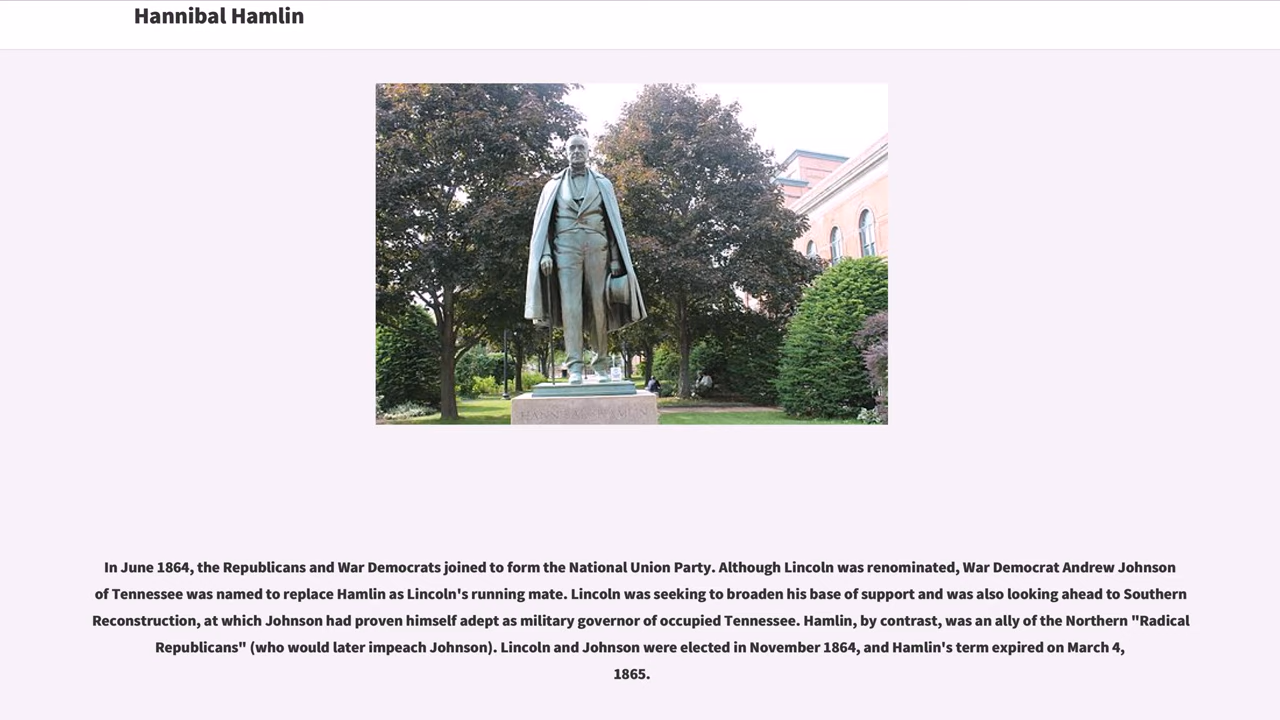 Hannibal Hamlin
HANNIBAL HAMLIN
In June 1864, the Republicans and War Democrats joined to form the National Union Party. Although Lincoln was renominated, War Democrat Andrew Johnson
of Tennessee was named to replace Hamlin as Lincoln's running mate. Lincoln was seeking to broaden his base of support and was also looking ahead to Southern
Reconstruction, at which Johnson had proven himself adept as military governor of occupied Tennessee. Hamlin, by contrast, was an ally of the Northern "Radical
Republicans" (who would later impeach Johnson). Lincoln and Johnson were elected in November 1864, and Hamlin's term expired on March 4,
1865.